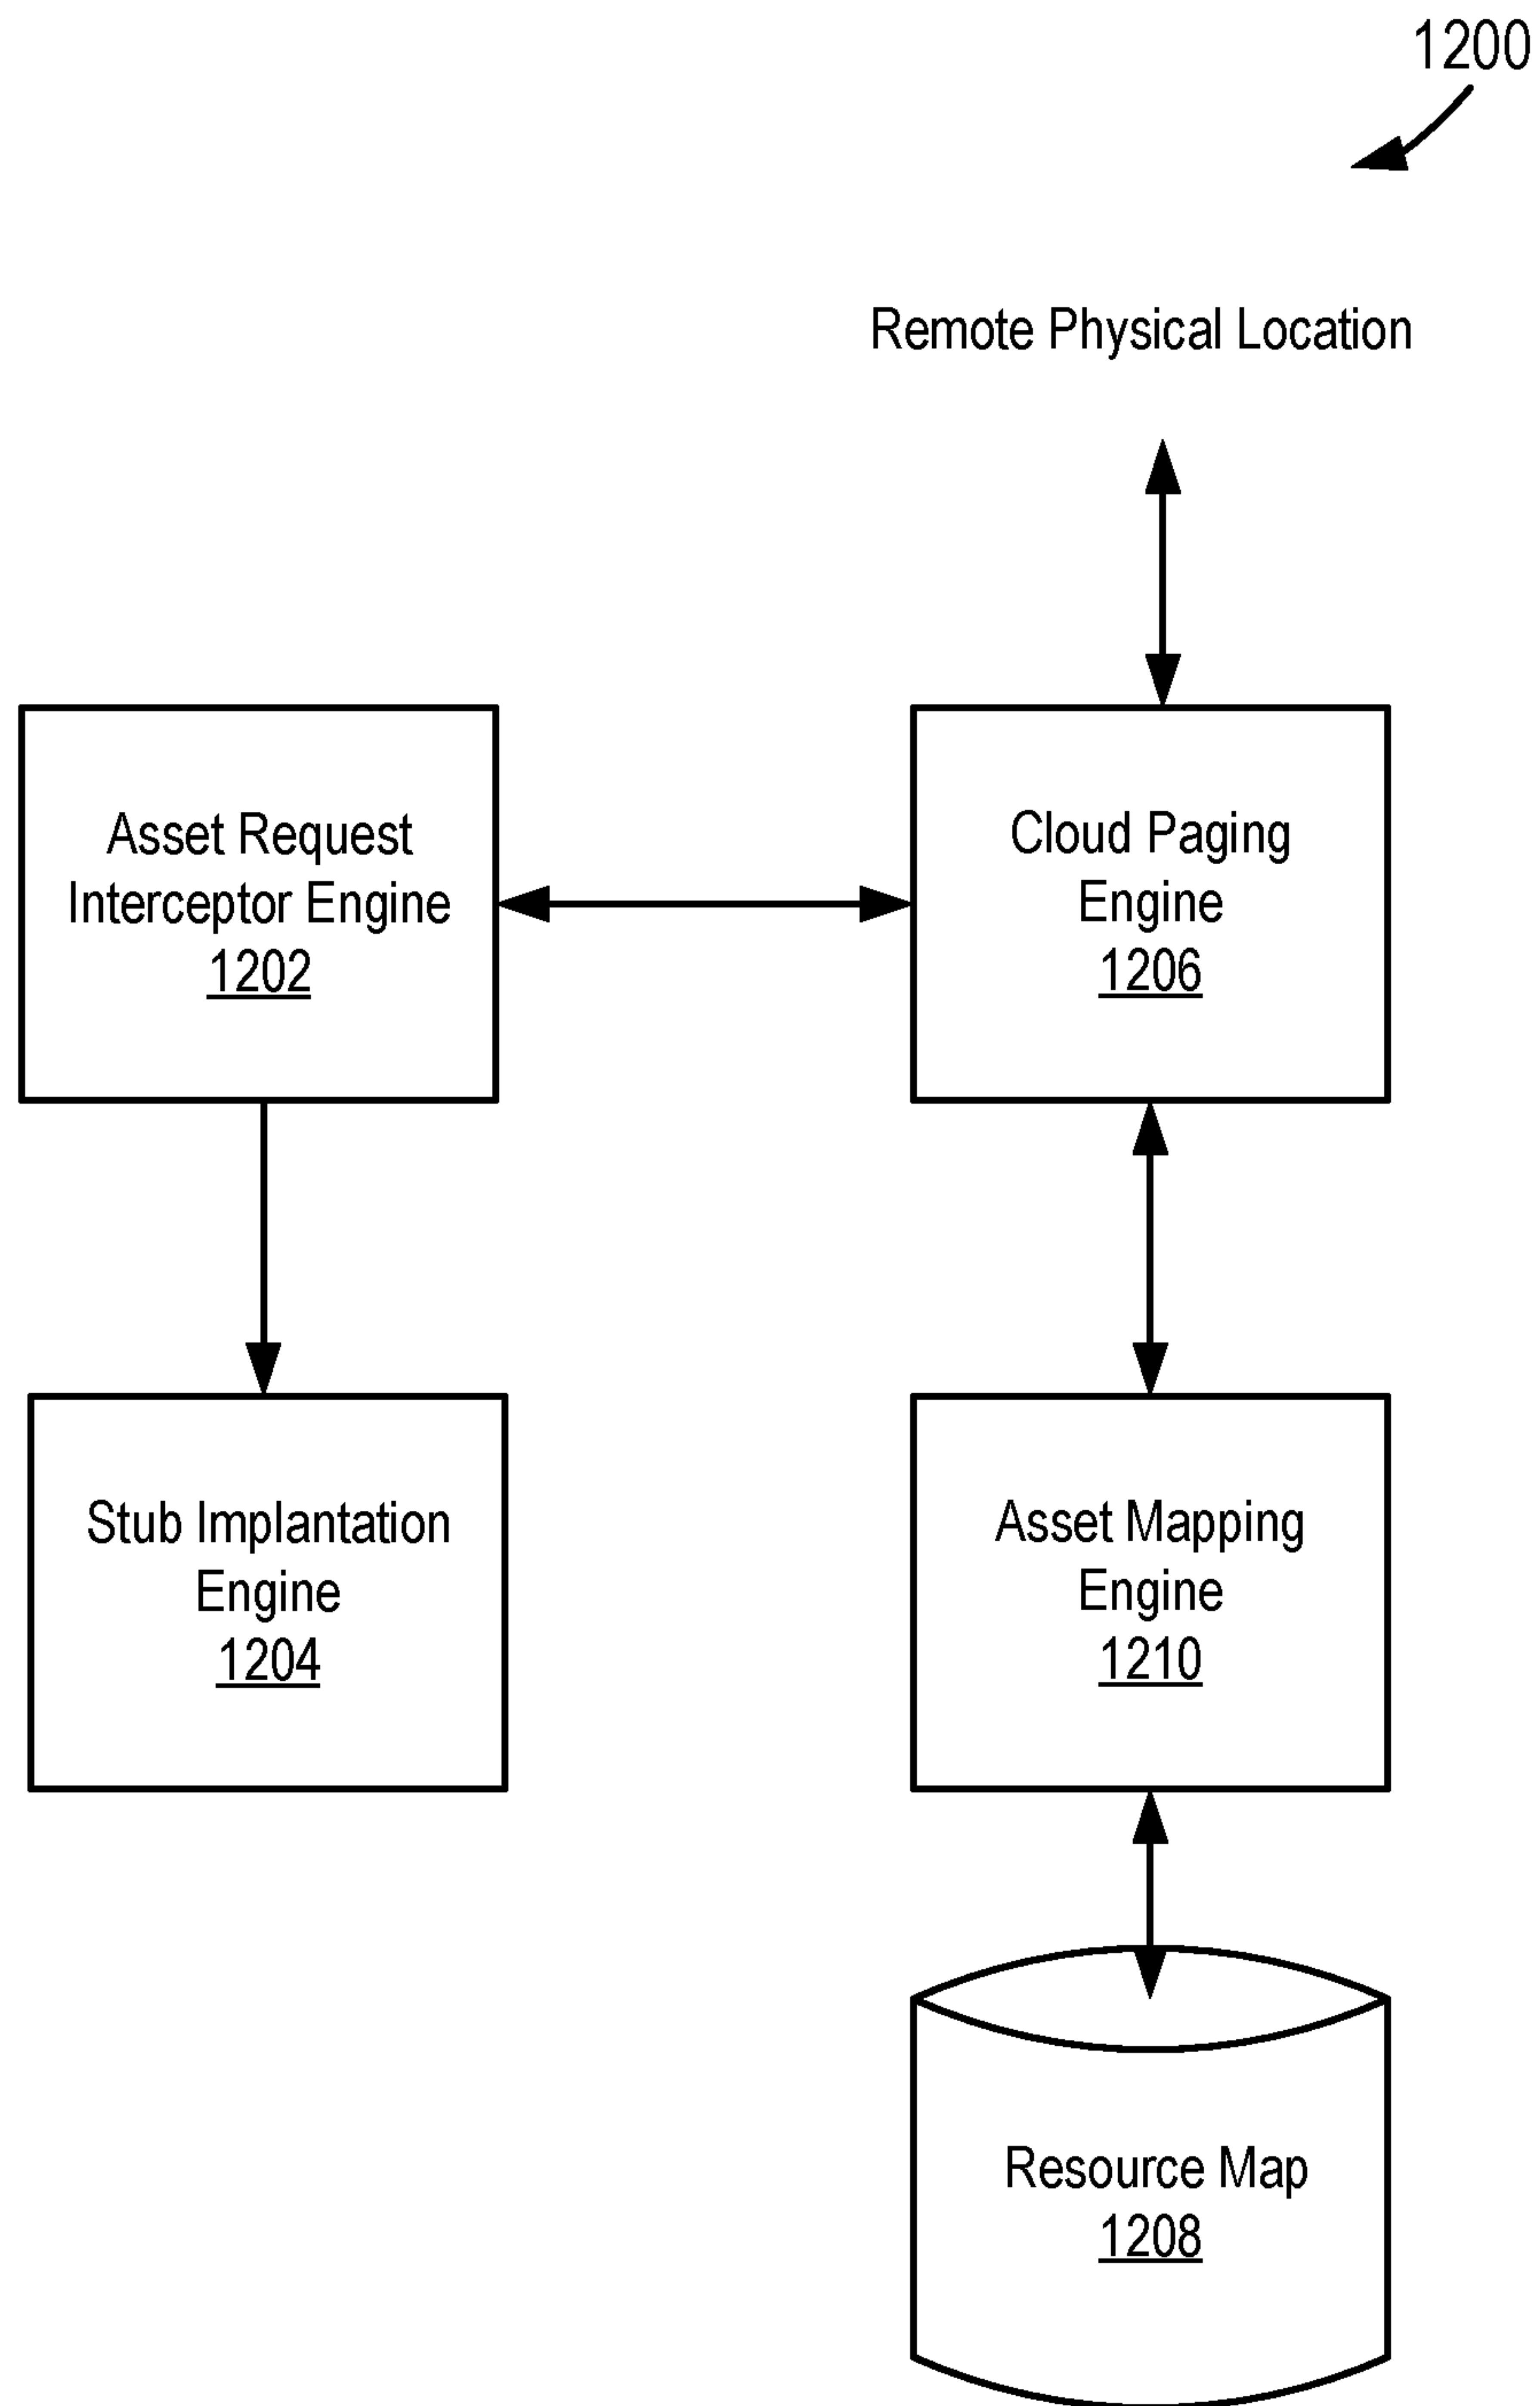 1200
Remote Physical Location
Asset Request
Interceptor Engine
1202
Cloud Paging
Engine
1206
Stub Implantation
Engine
1204
Asset Mapping
Engine
1210
Resource Map
1208